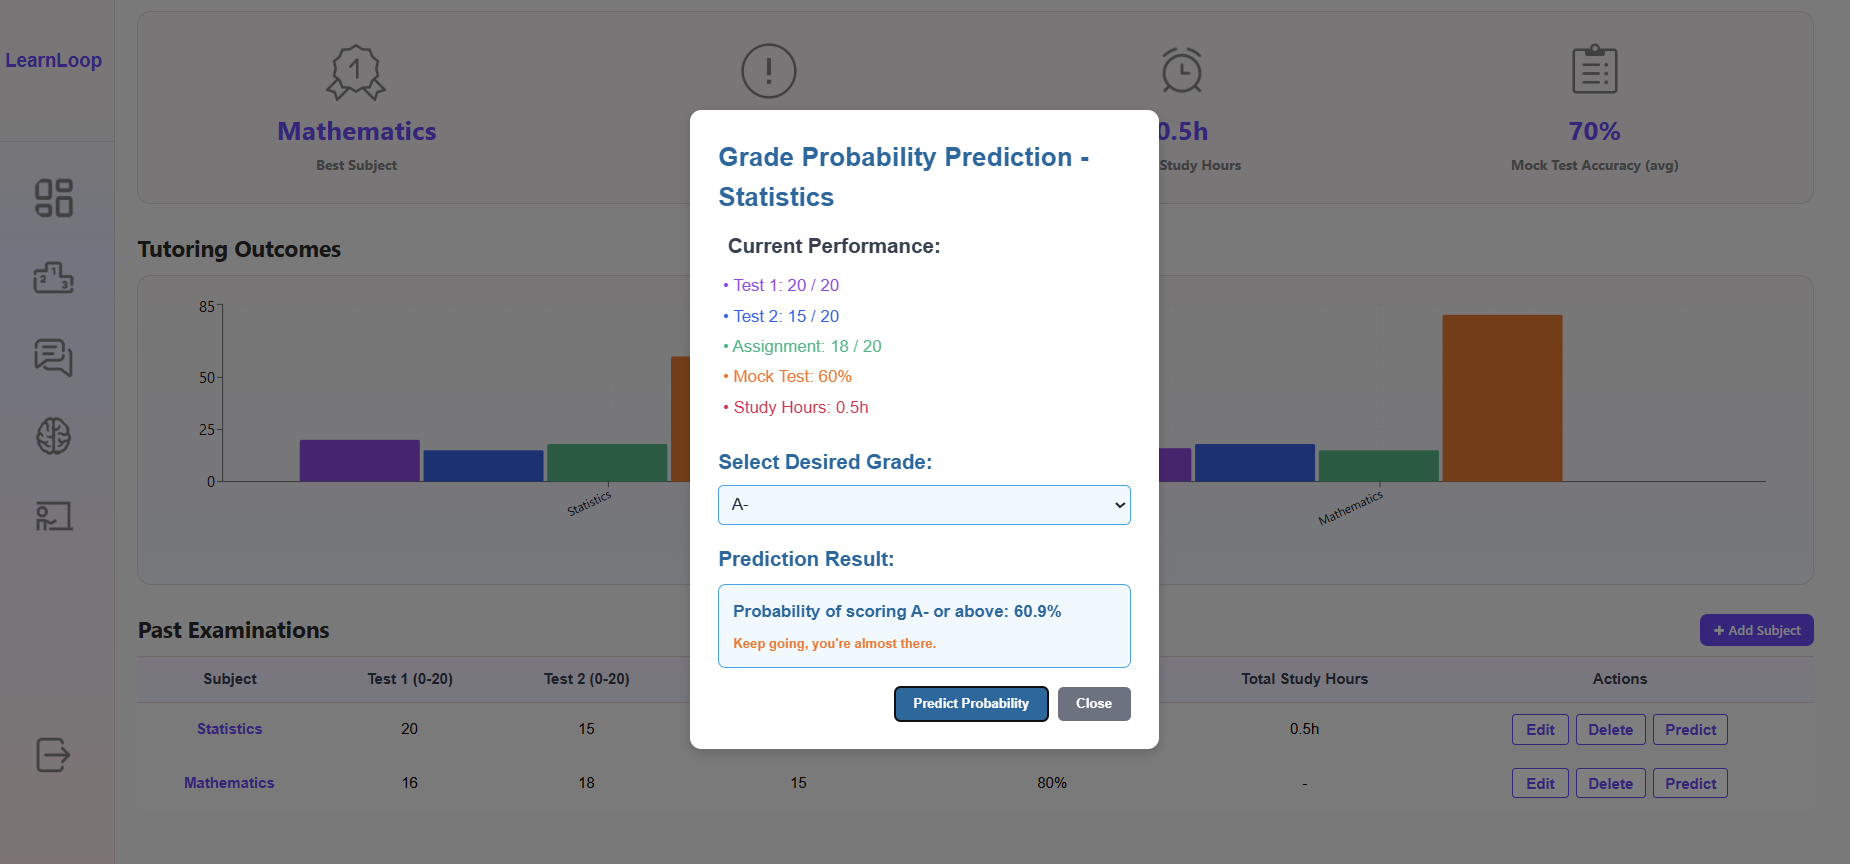 LearnLoop
1
Mathematics
Best Subject
!
0.5h
Study Hours
70%
Mock Test Accuracy (avg)
Grade Probability Prediction -
Statistics
Current Performance:
• Test 1: 20 / 20
• Test 2: 15 / 20
• Assignment: 18 / 20
• Mock Test: 60%
• Study Hours: 0.5h
Select Desired Grade:
A-
Prediction Result:
Probability of scoring A- or above: 60.9%
Keep going, you're almost there.
Predict Probability
Close
Tutoring Outcomes
85
50
25
0
Statistics
Mathematics
2 1 3
Past Examinations
+ Add Subject
Subject Test 1 (0-20) Test 2 (0-20) Total Study Hours Actions
Statistics 20 15 0.5h Edit Delete Predict
Mathematics 16 18 15 80% - Edit Delete Predict